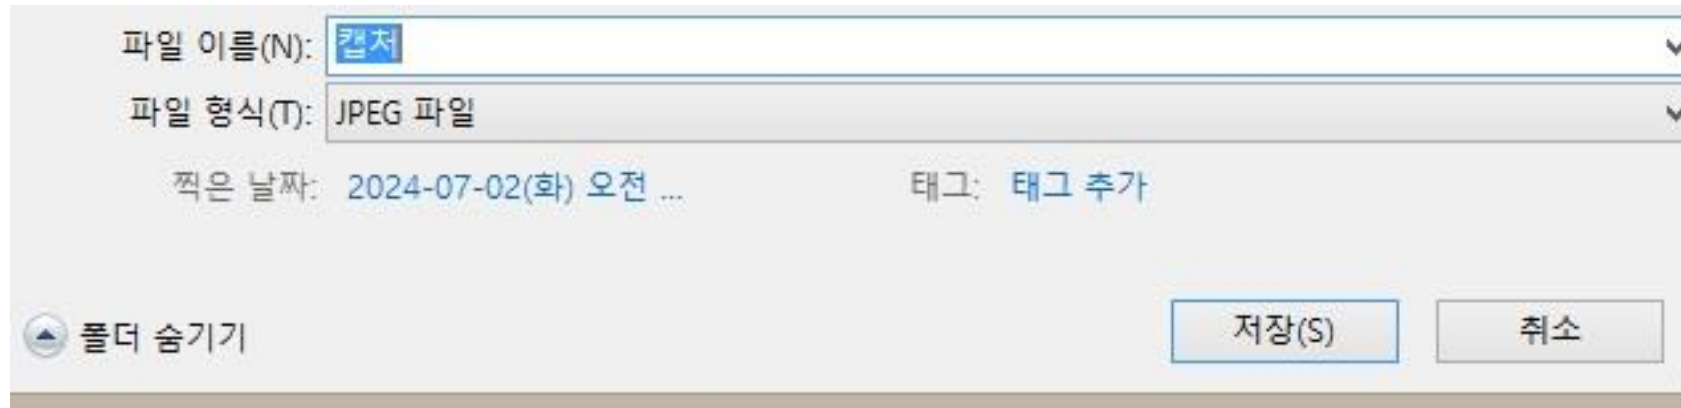 파일 이름(N): 캡처
파일 형식(T): JPEG 파일
찍은 날짜: 2024-07-02(화) 오전 ... 태그: 태그 추가
폴더 숨기기 저장(S) 취소